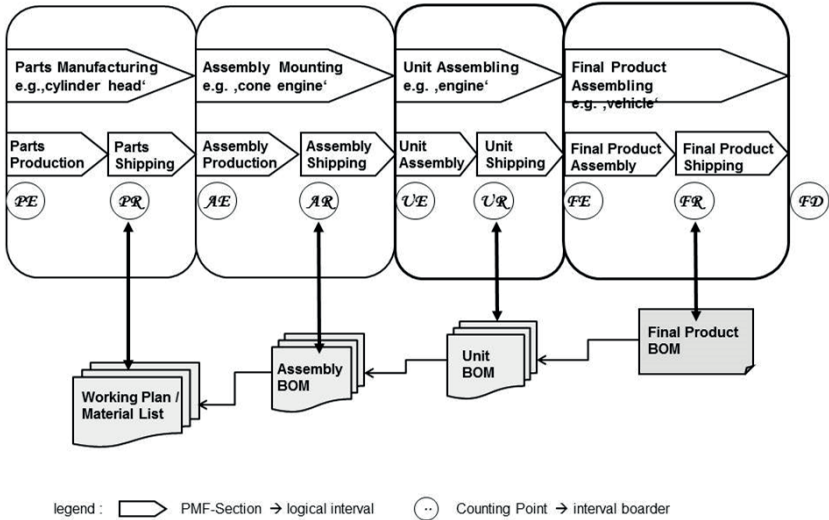 Parts Manufacturing
e.g.,cylinder head‘
Assembly Mounting
e.g. ‚cone engine‘
Unit Assembling
e.g. ‚engine‘
Final Product
Assembling
e.g. ‚vehicle‘
Parts
Production
Parts
Shipping
Assembly
Production
Assembly
Shipping
Unit
Assembly
Unit
Shipping
Final Product
Assembly
Final Product
Shipping
PE
PR
AE
AR
UE
UR
FE
FR
FD
Final Product
BOM
Unit
BOM
Assembly
BOM
Working Plan /
Material List
legend : PMF-Section → logical interval .. Counting Point → interval boarder